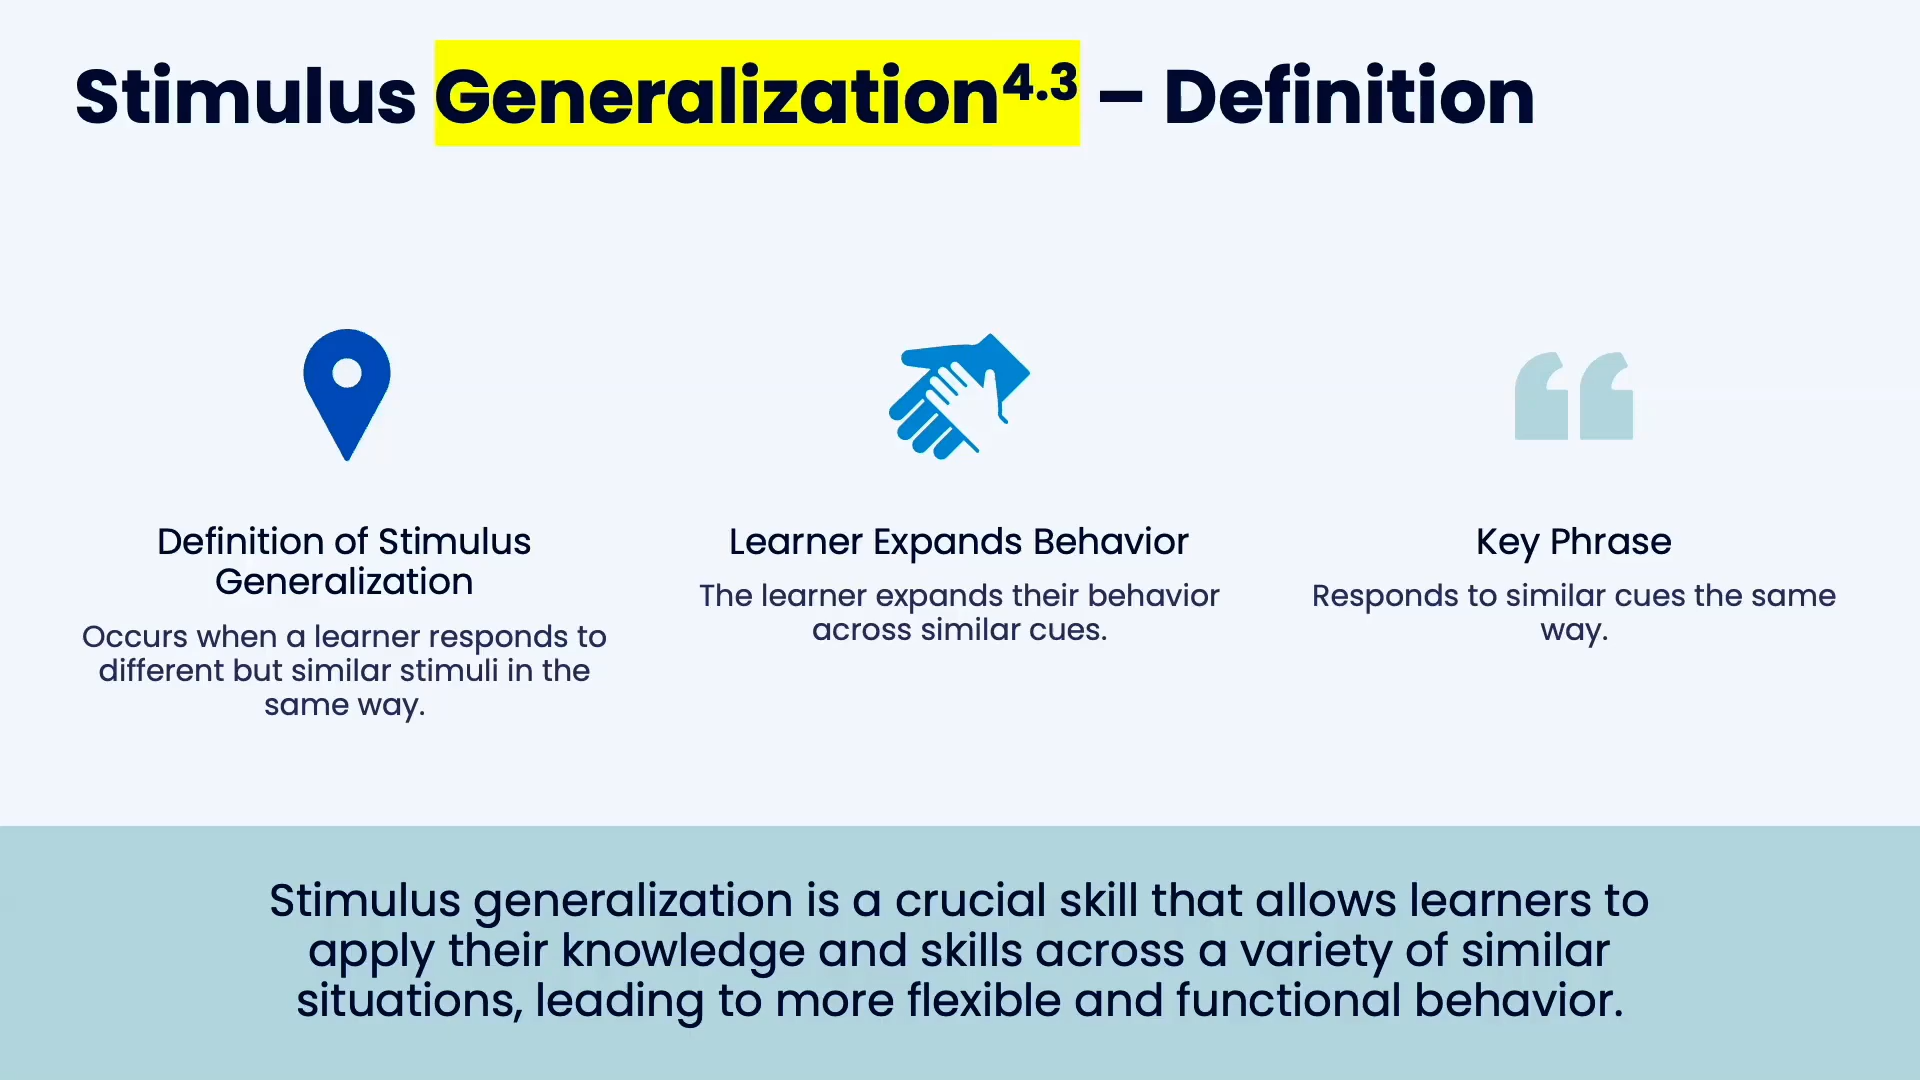 Stimulus Generalization4.3 – Definition
Definition of Stimulus
Generalization
Occurs when a learner responds to
different but similar stimuli in the
same way.
Learner Expands Behavior
The learner expands their behavior
across similar cues.
Key Phrase
Responds to similar cues the same
way.
Stimulus generalization is a crucial skill that allows learners to
apply their knowledge and skills across a variety of similar
situations, leading to more flexible and functional behavior.